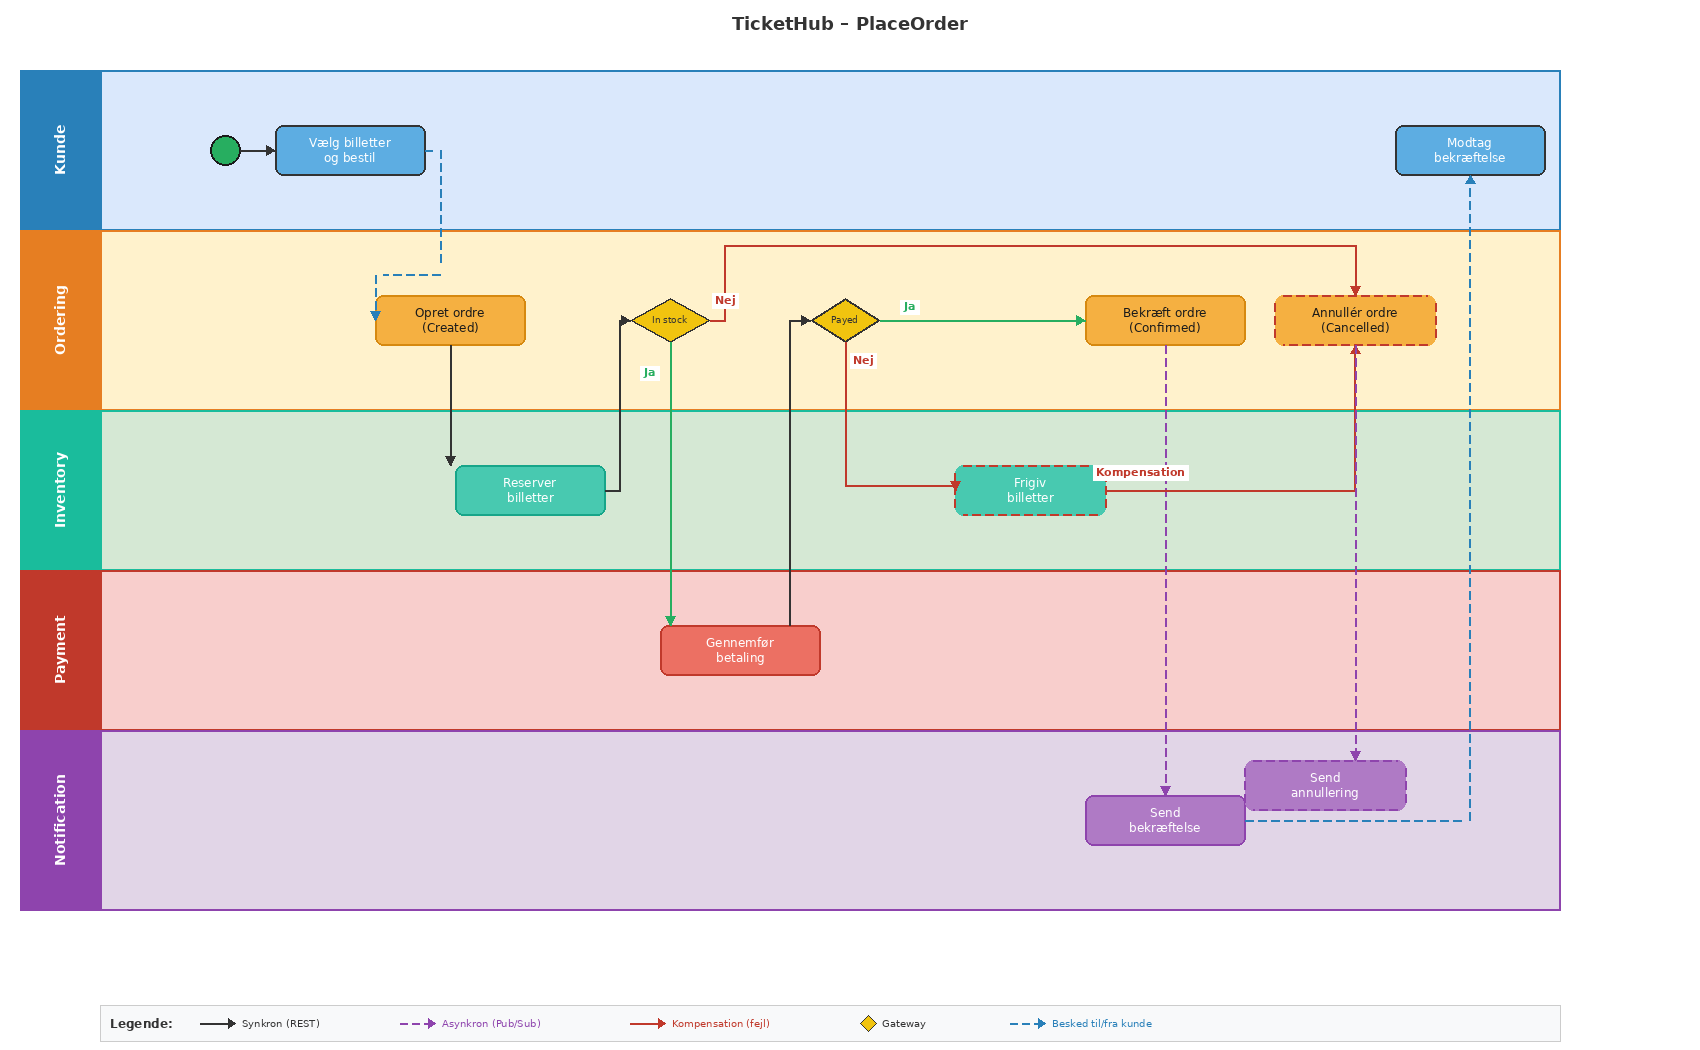 TicketHub – PlaceOrder
Kunde
Vælg billetter
og bestil
Modtag
bekræftelse
Ordering
Opret ordre
(Created)
In stock
Nej
Ja
Payed
Ja
Nej
Bekræft ordre
(Confirmed)
Annullér ordre
(Cancelled)
Inventory
Reserver
billetter
Frigiv
billetter
Kompensation
Payment
Gennemfør
betaling
Notification
Send
annullering
Send
bekræftelse
Legende:
Synkron (REST)
Asynkron (Pub/Sub)
Kompensation (fejl)
Gateway
Besked til/fra kunde